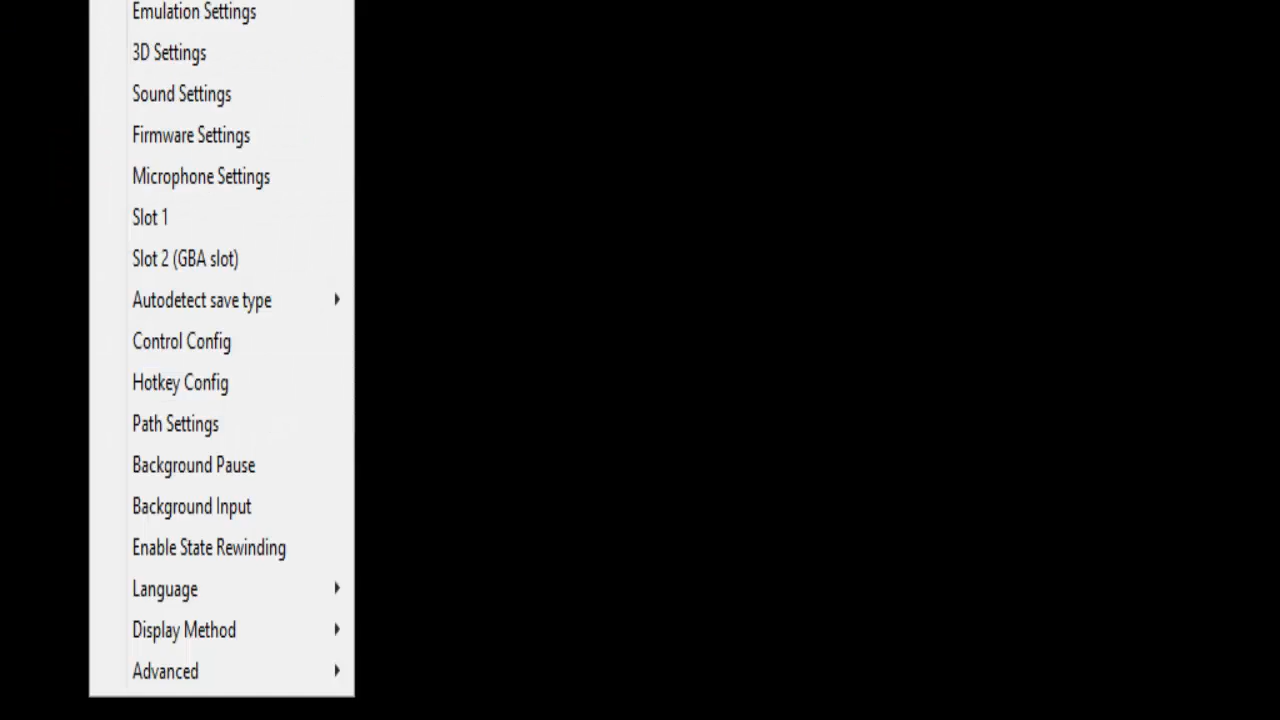 Emulation Settings
3D Settings
Sound Settings
Firmware Settings
Microphone Settings
Slot 1
Slot 2 (GBA slot)
Autodetect save type
Control Config
Hotkey Config
Path Settings
Background Pause
Background Input
Enable State Rewinding
Language
Display Method
Advanced